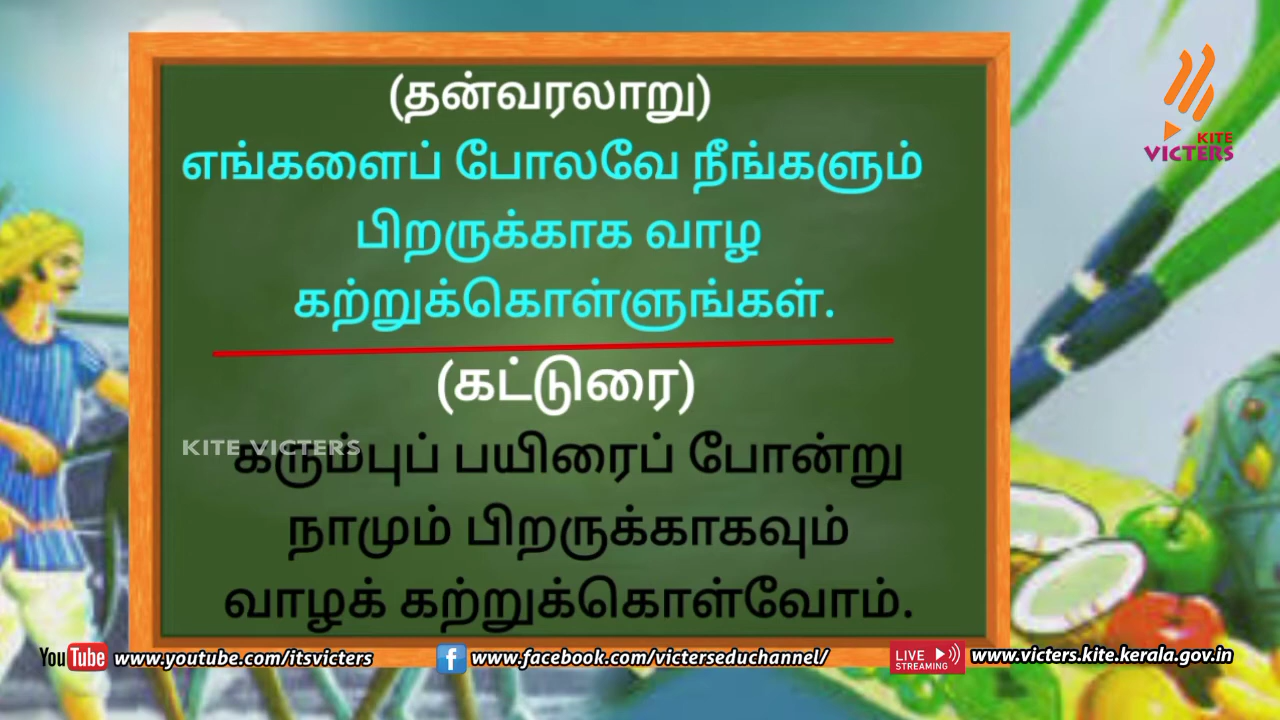 (தன்வரலாறு)
எங்களைப் போலவே நீங்களும்
பிறருக்காக வாழ
கற்றுக்கொள்ளுங்கள்.
(கட்டுரை)
கரும்புப் பயிரைப் போன்று
நாமும் பிறருக்காகவும்
வாழக் கற்றுக்கொள்வோம்.
KITE VICTERS
KITE
VICTERS
YouTube www.youtube.com/itsvicters
f www.facebook.com/victerseduchannel/
LIVE
STREAMING
www.victers.kite.kerala.gov.in